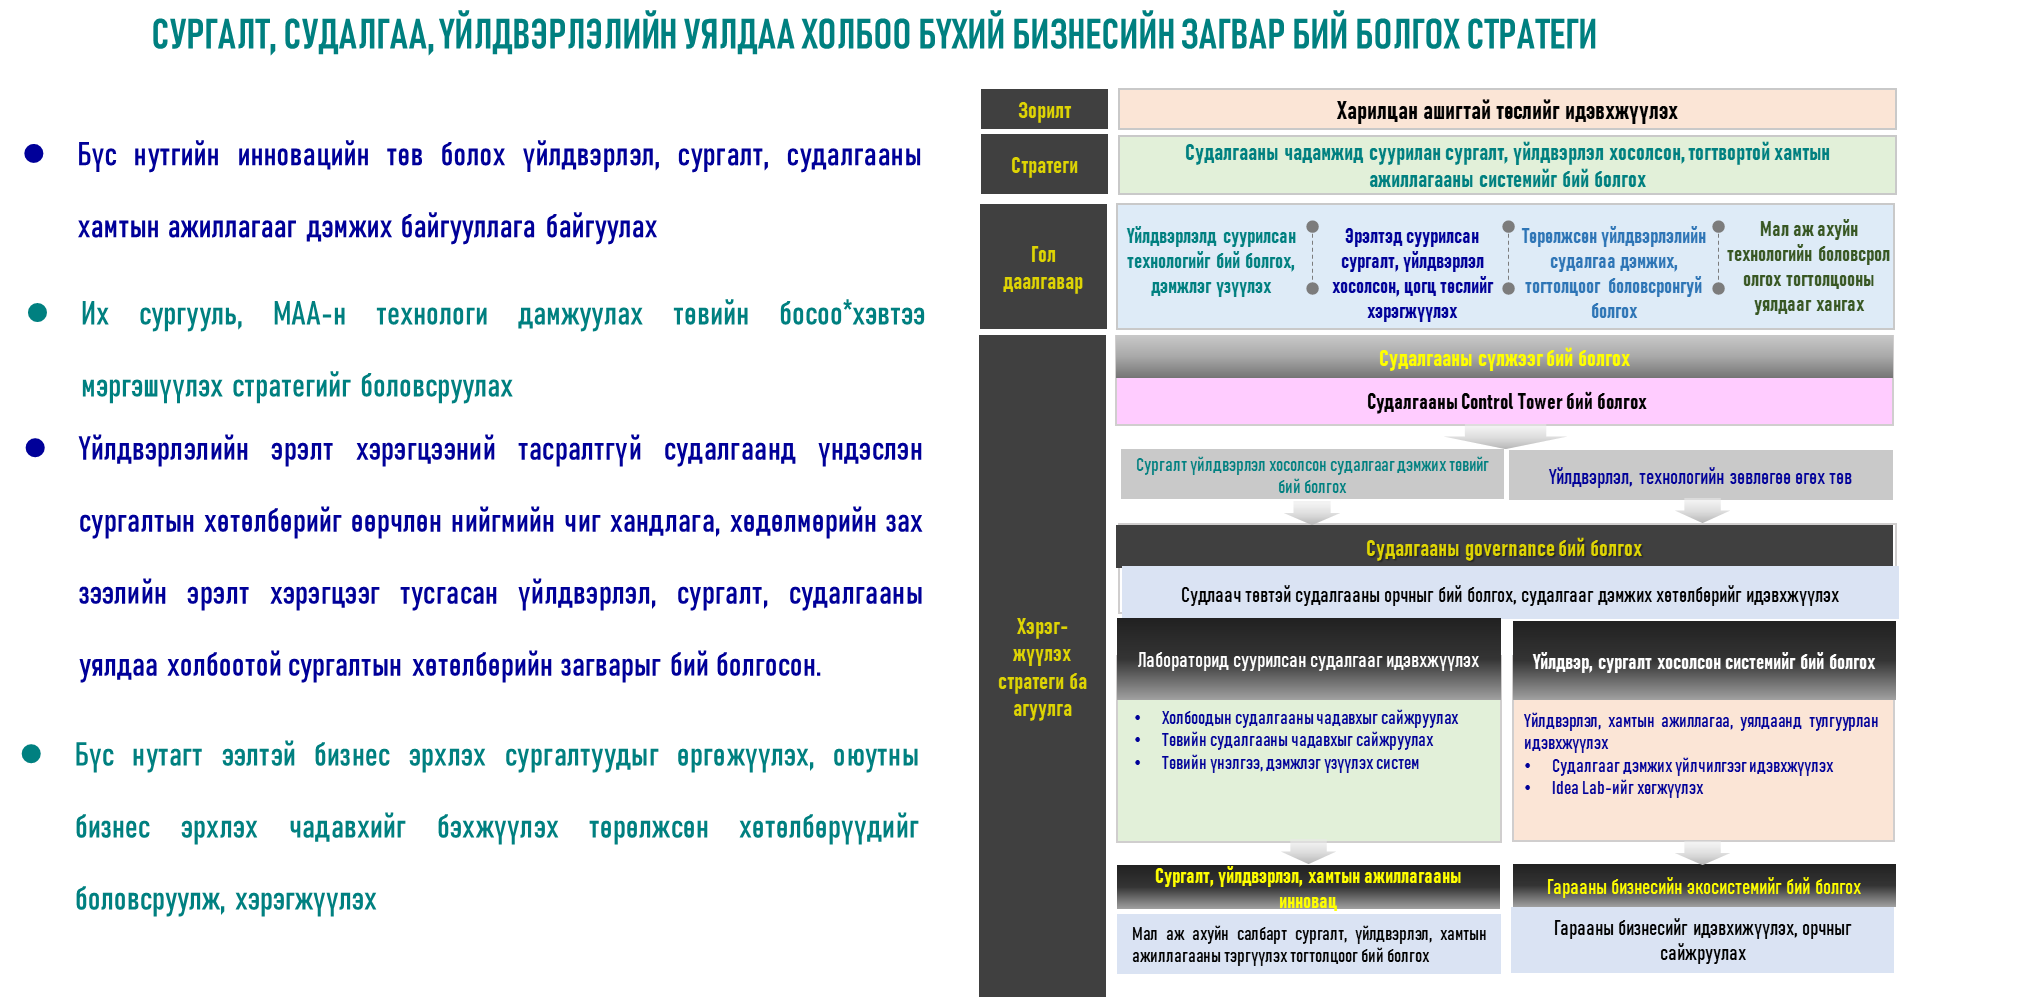 СУРГАЛТ, СУДАЛГАА, ҮЙЛДВЭРЛЭЛИЙН УЯЛДАА ХОЛБОО БҮХИЙ БИЗНЕСИЙН ЗАГВАР БИЙ БОЛГОХ СТРАТЕГИ
● Бүс нутгийн инновацийн төв болох үйлдвэрлэл, сургалт, судалгааны
хамтын ажиллагааг дэмжих байгууллага байгуулах
● Их сургууль, МАА-н технологи дамжуулах төвийн босоо*хэвтээ
мэргэшүүлэх стратегийг боловсруулах
● Үйлдвэрлэлийн эрэлт хэрэгцээний тасралтгүй судалгаанд үндэслэн
сургалтын хөтөлбөрийг өөрчлөн нийгмийн чиг хандлага, хөдөлмөрийн зах
зээлийн эрэлт хэрэгцээг тусгасан үйлдвэрлэл, сургалт, судалгааны
уялдаа холбоотой сургалтын хөтөлбөрийн загварыг бий болгосон.
● Бүс нутагт ээлтэй бизнес эрхлэх сургалтуудыг өргөжүүлэх, оюутны
бизнес эрхлэх чадавхийг бэхжүүлэх төрөлжсөн хөтөлбөрүүдийг
боловсруулж, хэрэгжүүлэх
Зорилт
Харилцан ашигтай төслийг идэвхжүүлэх
Стратеги
Судалгааны чадамжид суурилан сургалт, үйлдвэрлэл хосолсон, тогтвортой хамтын
ажиллагааны системийг бий болгох
Гол
даалгавар
Үйлдвэрлэлд суурилсан
технологийг бий болгох,
дэмжлэг үзүүлэх
Эрэлтэд суурилсан
сургалт, үйлдвэрлэл
хосолсон, цогц төслийг
хэрэгжүүлэх
Төрөлжсөн үйлдвэрлэлийн
судалгаа дэмжих,
тогтолцоог боловсронгуй
болгох
Мал аж ахуйн
технологийн боловсрол
олгох тогтолцооны
уялдааг хангах
Хэрэг-
жүүлэх
стратеги ба
агуулга
Судалгааны сүлжээг бий болгох
Судалгааны Control Tower бий болгох
Сургалт үйлдвэрлэл хосолсон судалгааг дэмжих төвийг
бий болгох
Үйлдвэрлэл, технологийн зөвлөгөө өгөх төв
Судалгааны governance бий болгох
Судлаач төвтэй судалгааны орчныг бий болгох, судалгааг дэмжих хөтөлбөрийг идэвхжүүлэх
Лабораторид суурилсан судалгааг идэвхжүүлэх
• Холбоодын судалгааны чадавхыг сайжруулах
• Төвийн судалгааны чадавхыг сайжруулах
• Төвийн үнэлгээ, дэмжлэг үзүүлэх систем
Үйлдвэр, сургалт хосолсон системийг бий болгох
Үйлдвэрлэл, хамтын ажиллагаа, уялдаанд тулгуурлан
идэвхжүүлэх
• Судалгааг дэмжих үйлчилгээг идэвхжүүлэх
• Idea Lab-ийг хөгжүүлэх
Сургалт, үйлдвэрлэл, хамтын ажиллагааны
инновац
Мал аж ахуйн салбарт сургалт, үйлдвэрлэл, хамтын
ажиллагааны тэргүүлэх тогтолцоог бий болгох
Гарааны бизнесийн экосистемийг бий болгох
Гарааны бизнесийг идэвхижүүлэх, орчныг
сайжруулах